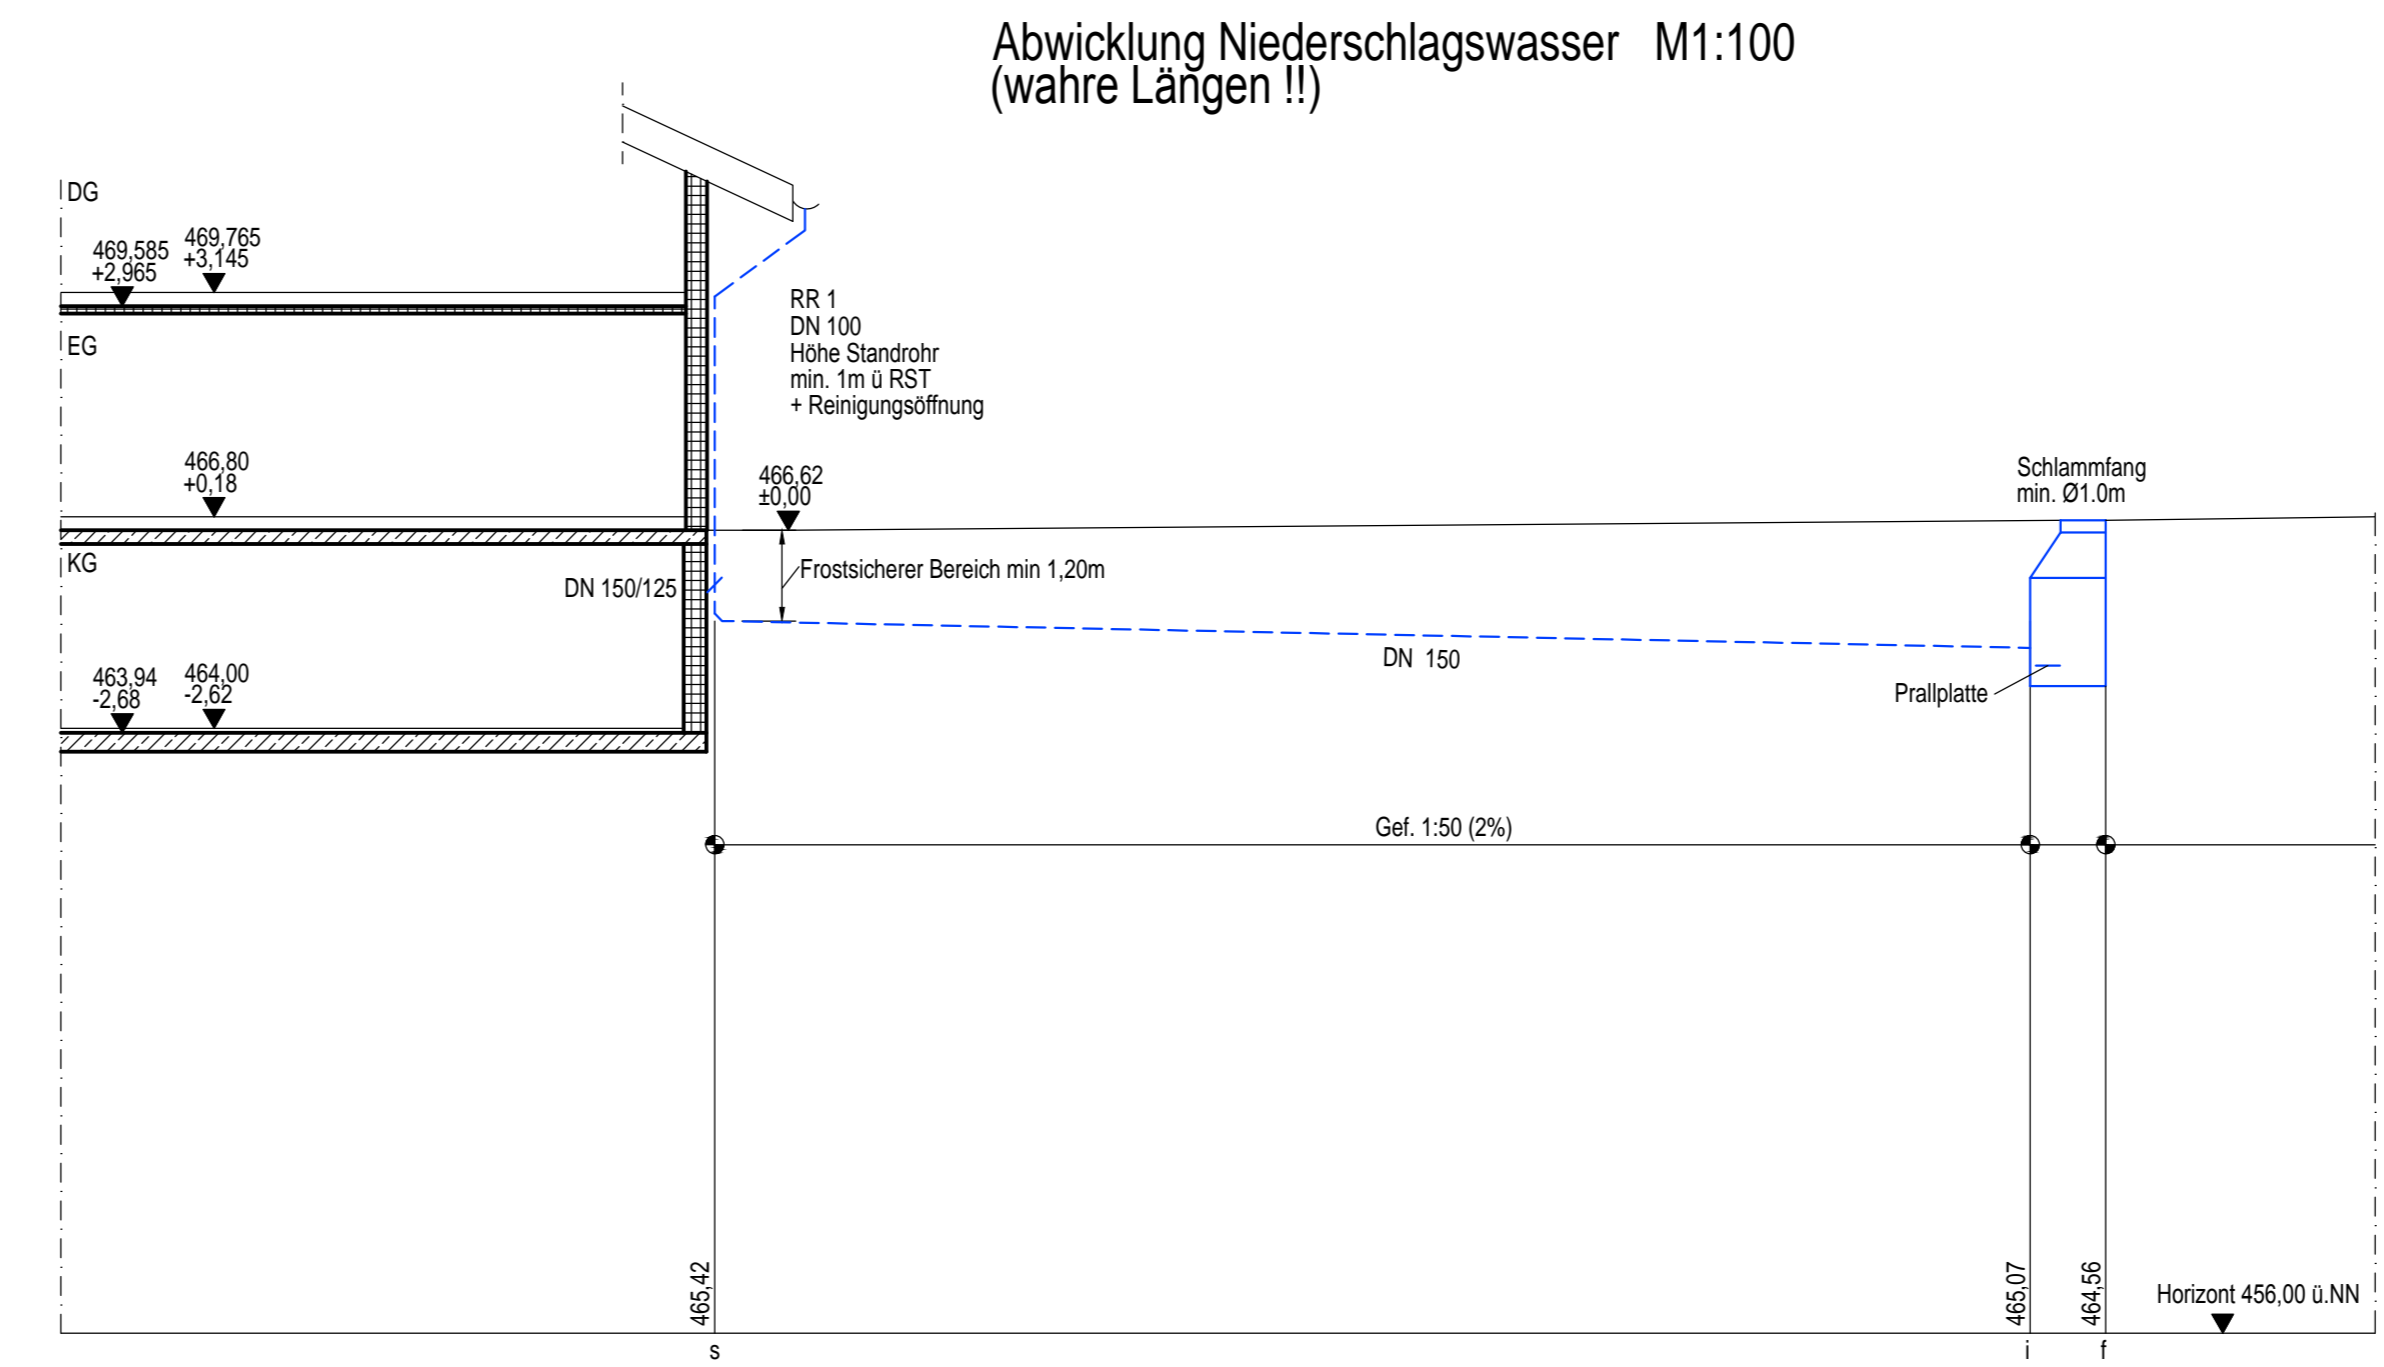 Abwicklung Niederschlagswasser M1:100
(wahre Längen !!)
DG
469,585
+2,965
469,765
+3,145
RR 1
DN 100
Höhe Standrohr
min. 1m ü RST
+ Reinigungsöffnung
EG
466,80
+0,18
466,62
±0,00
Schlammfang
min. Ø1.0m
KG
DN 150/125
Frostsicherer Bereich min 1,20m
DN 150
463,94
-2,68
464,00
-2,62
Prallplatte
Gef. 1:50 (2%)
465,42
465,07
464,56
Horizont 456,00 ü.NN
s
i
f